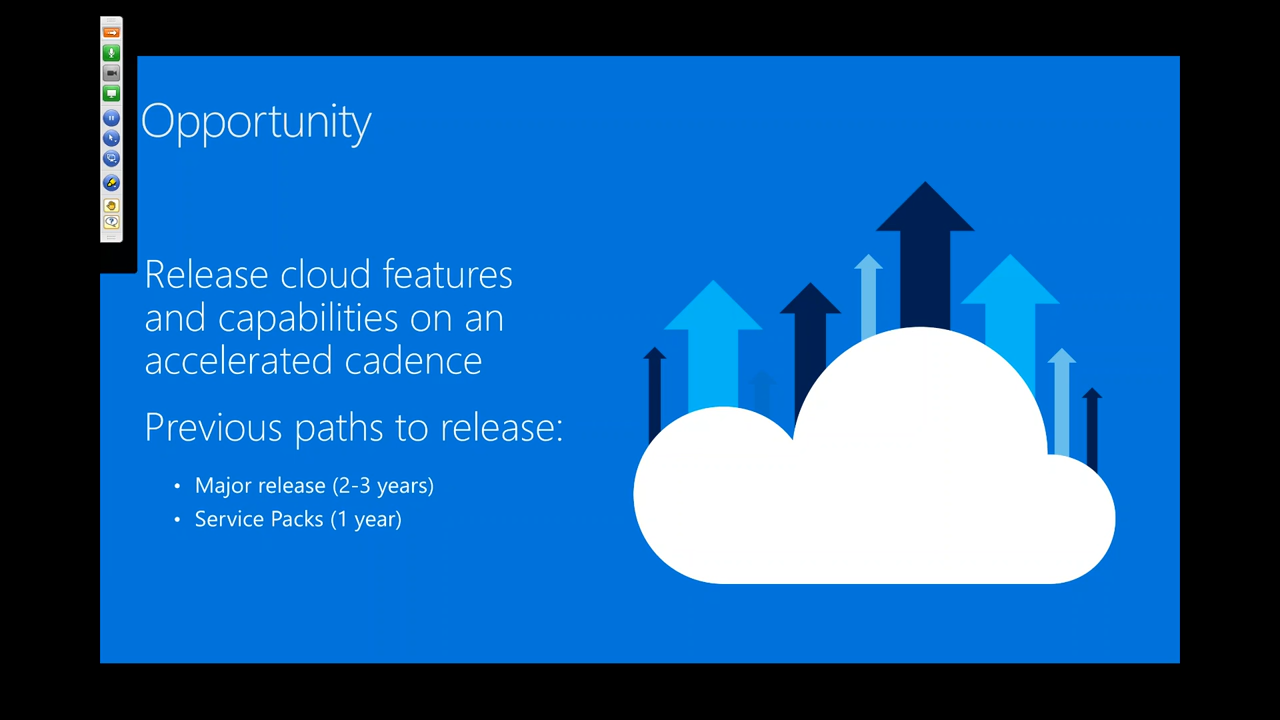 Opportunity
Release cloud features
and capabilities on an
accelerated cadence
Previous paths to release:
• Major release (2-3 years)
• Service Packs (1 year)